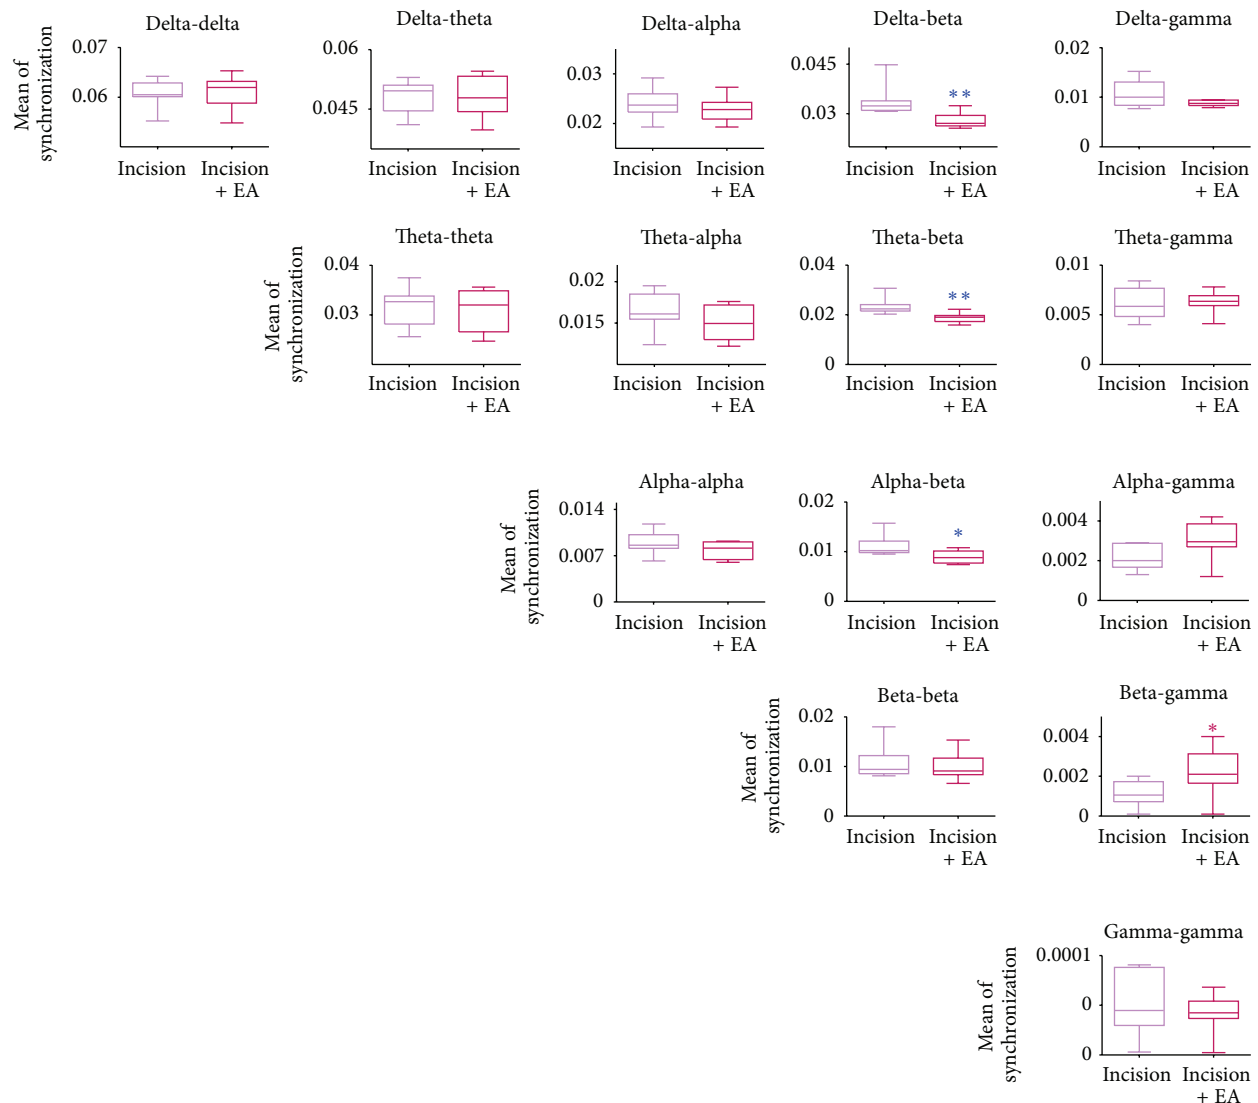 Delta-delta
Delta-theta
Delta-alpha
Delta-beta
Delta-gamma
Mean of
synchronization
0.07
0.06
0.06
0.045
0.03
0.02
0.045
0.03
**
0.02
0.01
0
Incision
Incision
+ EA
Incision
Incision
+ EA
Incision
Incision
+ EA
Incision
Incision
+ EA
Incision
Incision
+ EA
Theta-theta
Theta-alpha
Theta-beta
Theta-gamma
Mean of
synchronization
0.04
0.03
0.02
0.015
0.04
0.02
0
**
0.01
0.005
0
Incision
Incision
+ EA
Incision
Incision
+ EA
Incision
Incision
+ EA
Incision
Incision
+ EA
Alpha-alpha
Alpha-beta
Alpha-gamma
Mean of
synchronization
0.014
0.007
0
0.02
0.01
0
*
0.004
0.002
0
Incision
Incision
+ EA
Incision
Incision
+ EA
Incision
Incision
+ EA
Beta-beta
Beta-gamma
Mean of
synchronization
0.02
0.01
0
0.004
0.002
0
*
Incision
Incision
+ EA
Incision
Incision
+ EA
Gamma-gamma
Mean of
synchronization
0.0001
0
0
Incision
Incision
+ EA